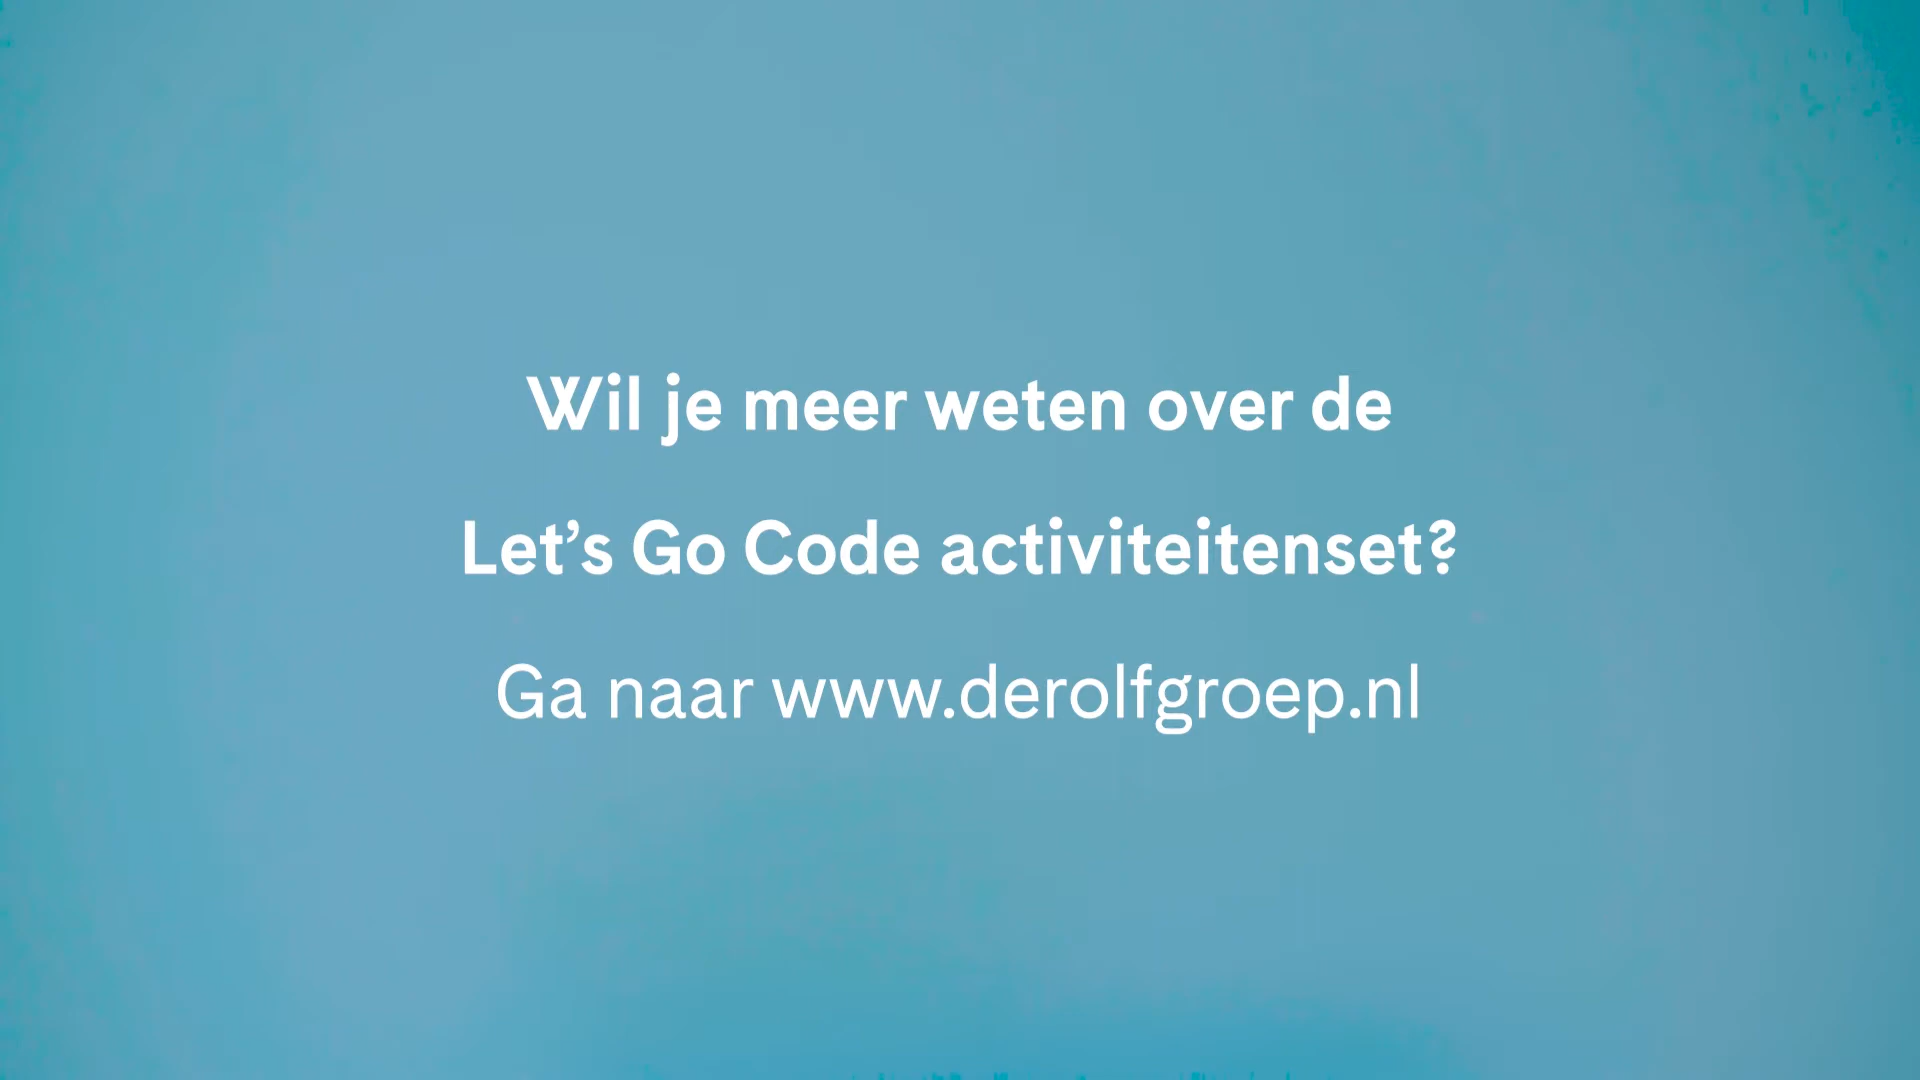 Wil je meer weten over de
Let’s Go Code activiteitenset?
Ga naar www.derolfgroep.nl